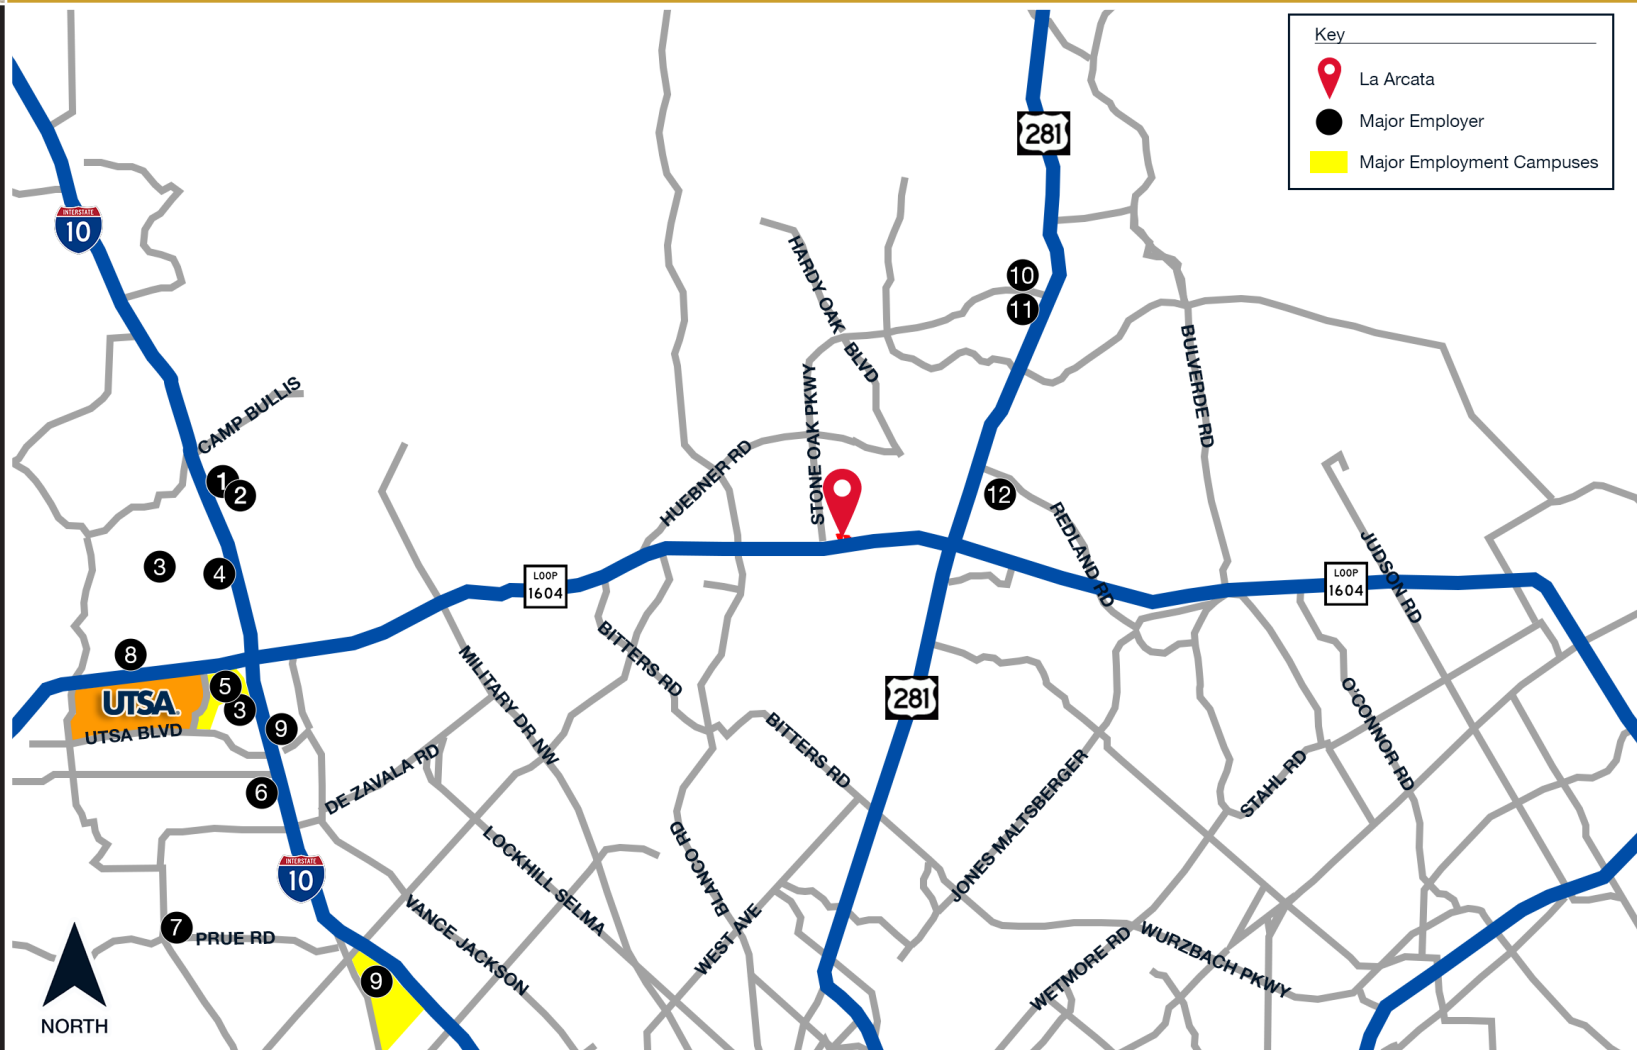 Key
La Arcata
Major Employer
Major Employment Campuses
281
INTERSTATE
10
HARDY OAK BLVD
10
11
BULVERDE RD
STONE OAK PKWY
CAMP BULLIS
HUEBNER RD
1
2
12
REDLAND RD
3
4
LOOP
1604
LOOP
1604
JUDSON RD
BITTERS RD
MILITARY DR NW
8
5
3
UTSA
UTSA BLVD
9
281
O'CONNOR RD
BITTERS RD
DE ZAVALA RD
6
STAHL RD
JONES MALTSBERGER
LOCKHILL SELMA
BLANCO RD
INTERSTATE
10
VANCE JACKSON
WEST AVE
7
PRUE RD
9
WETMORE RD
WURZBACH PKWY
NORTH